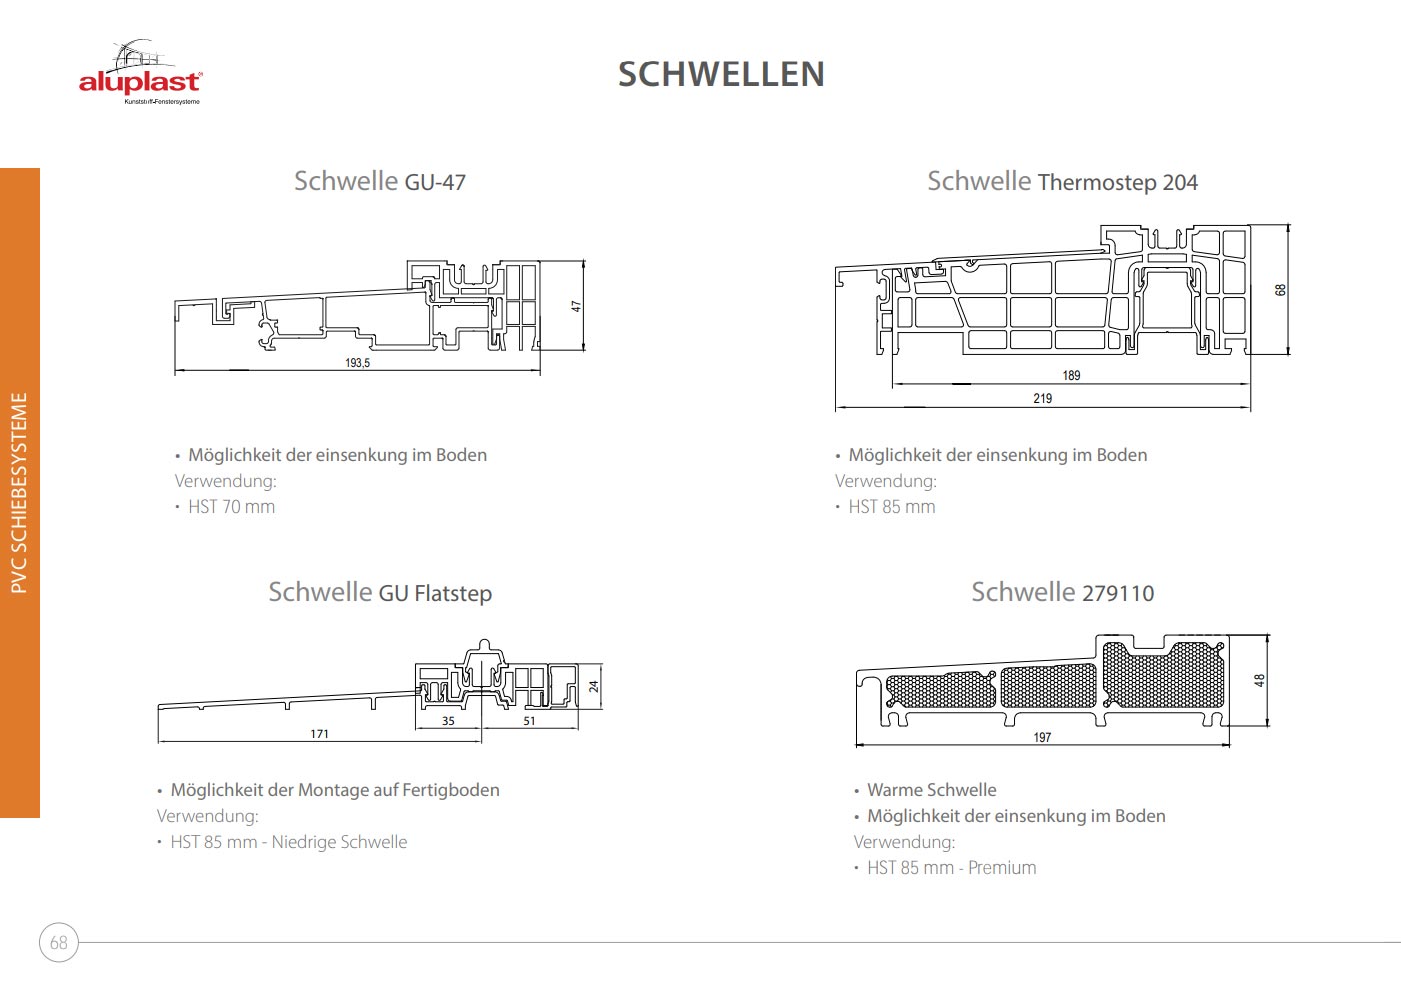 aluplast®
Kunststoff-Fenstersysteme
SCHWELLEN
PVC SCHIEBESYSTEME
Schwelle GU-47
47
193,5
• Möglichkeit der einsenkung im Boden
Verwendung:
• HST 70 mm
Schwelle Thermostep 204
68
189
219
• Möglichkeit der einsenkung im Boden
Verwendung:
• HST 85 mm
Schwelle GU Flatstep
24
35
51
171
• Möglichkeit der Montage auf Fertigboden
Verwendung:
• HST 85 mm - Niedrige Schwelle
Schwelle 279110
48
197
• Warme Schwelle
• Möglichkeit der einsenkung im Boden
Verwendung:
• HST 85 mm - Premium
68